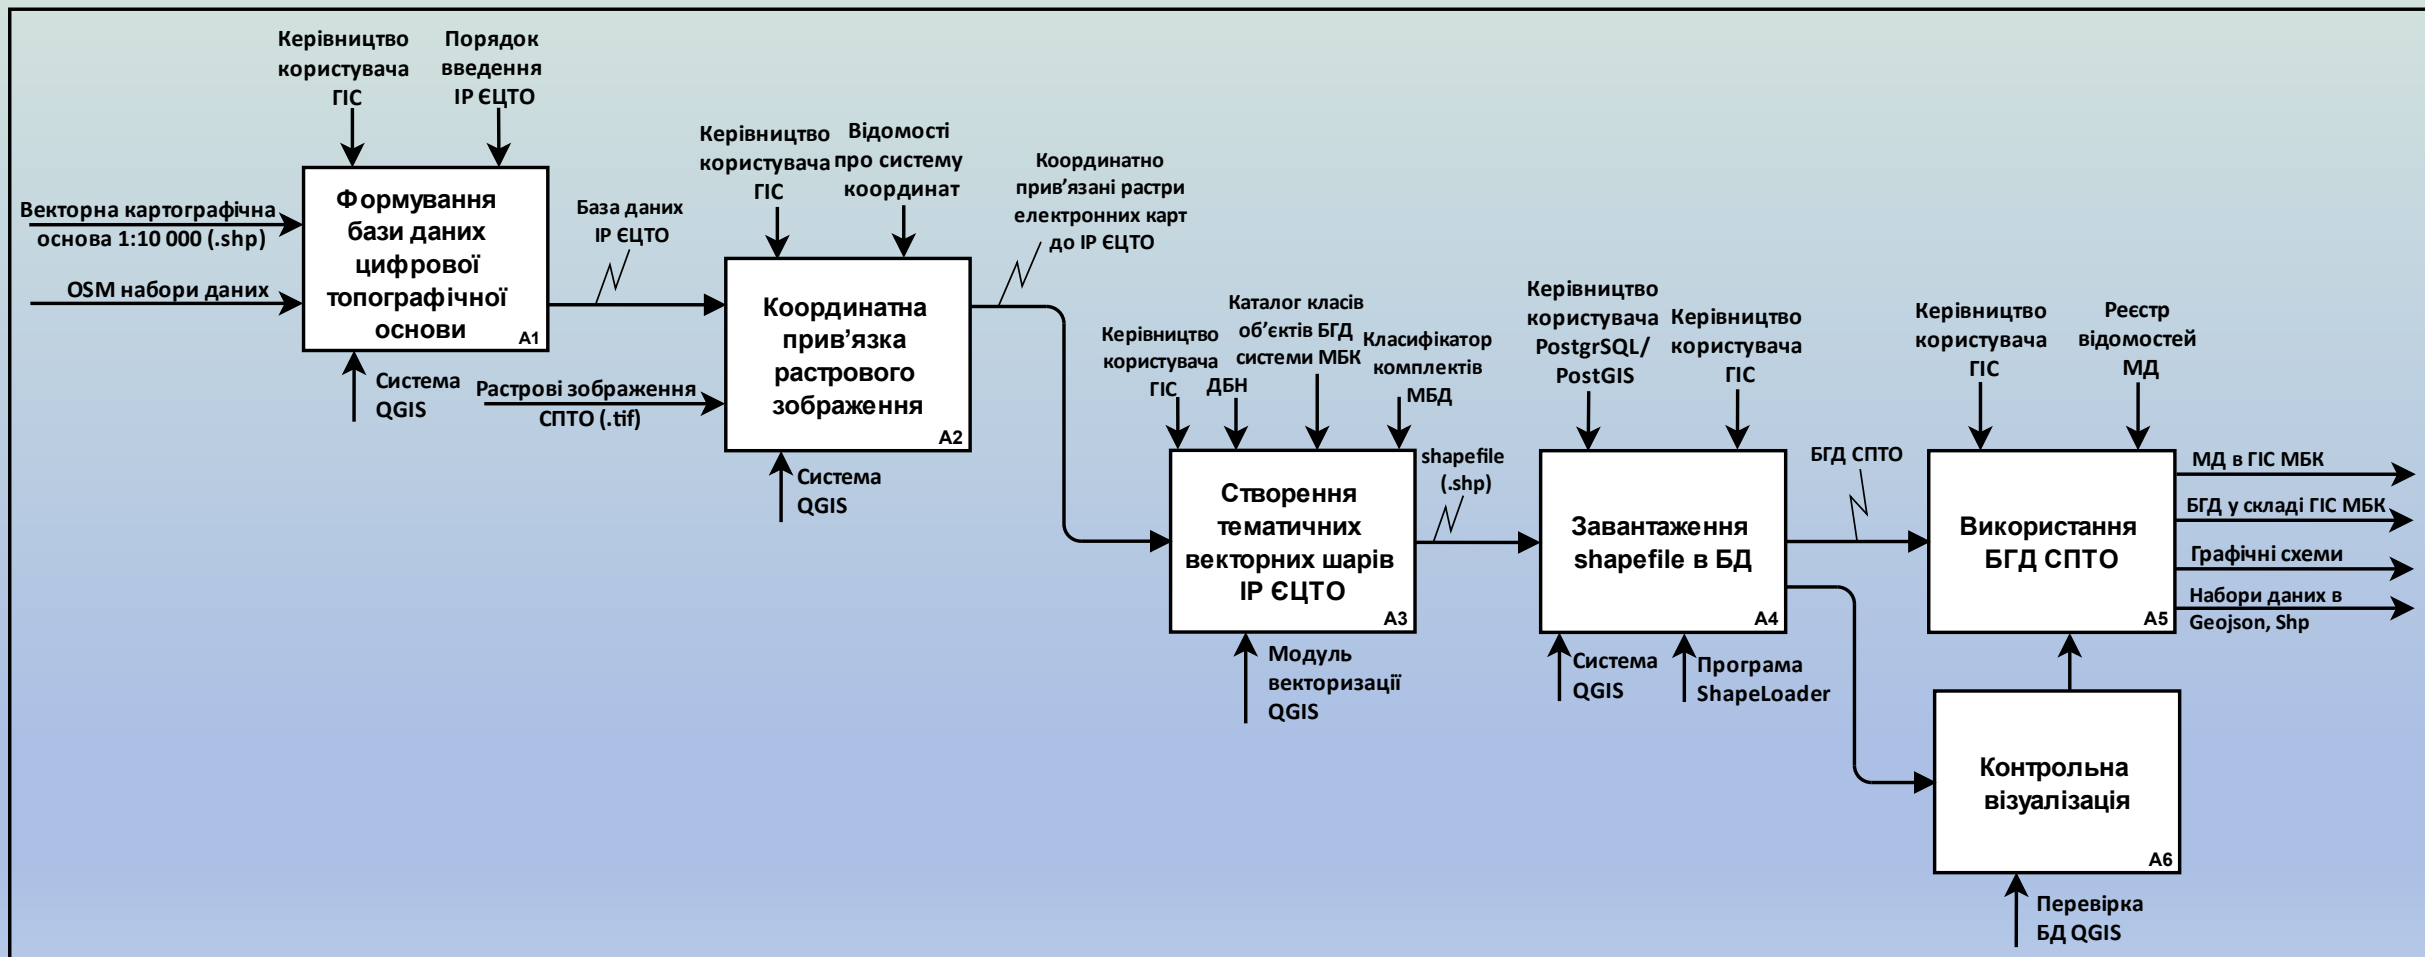 Керівництво
користувача
ГІС
Порядок
введення
ІР ЄЦТО
Векторна картографічна
основа 1:10 000 (.shp)
OSM набори даних
Формування
бази даних
цифрової
топографічної
основи
A1
Система
QGIS
База даних
ІР ЄЦТО
Керівництво
користувача
ГІС
Відомості
про систему
координат
Растрові зображення
СПТО (.tif)
Координатна
прив’язка
растрового
зображення
A2
Система
QGIS
Координатно
прив’язані растри
електронних карт
до ІР ЄЦТО
Керівництво
користувача
ГІС
ДБН
Каталог класів
об’єктів БГД
системи МБК
Класифікатор
комплектів
МБД
Створення
тематичних
векторних шарів
ІР ЄЦТО
A3
Модуль
векторизації
QGIS
shapefile
(.shp)
Керівництво
користувача
PostgrSQL/
PostGIS
Керівництво
користувача
ГІС
Завантаження
shapefile в БД
A4
Система
QGIS
Програма
ShapeLoader
БГД СПТО
Керівництво
користувача
ГІС
Реєстр
відомостей
МД
Використання
БГД СПТО
A5
МД в ГІС МБК
БГД у складі ГІС МБК
Графічні схеми
Набори даних в
Geojson, Shp
Контрольна
візуалізація
A6
Перевірка
БД QGIS